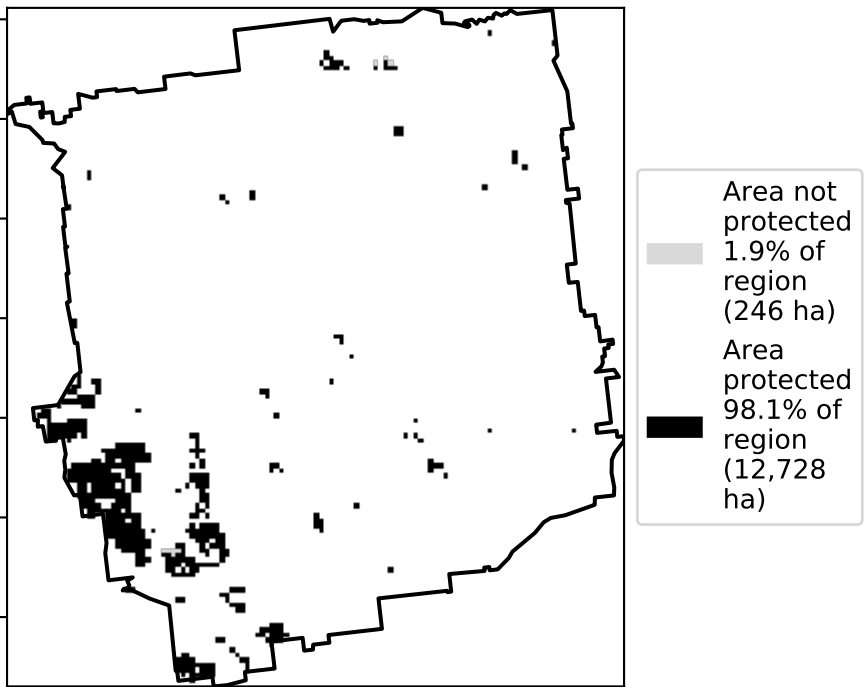 Area not
protected
1.9% of
region
(246 ha)
Area
protected
98.1% of
region
(12,728
ha)